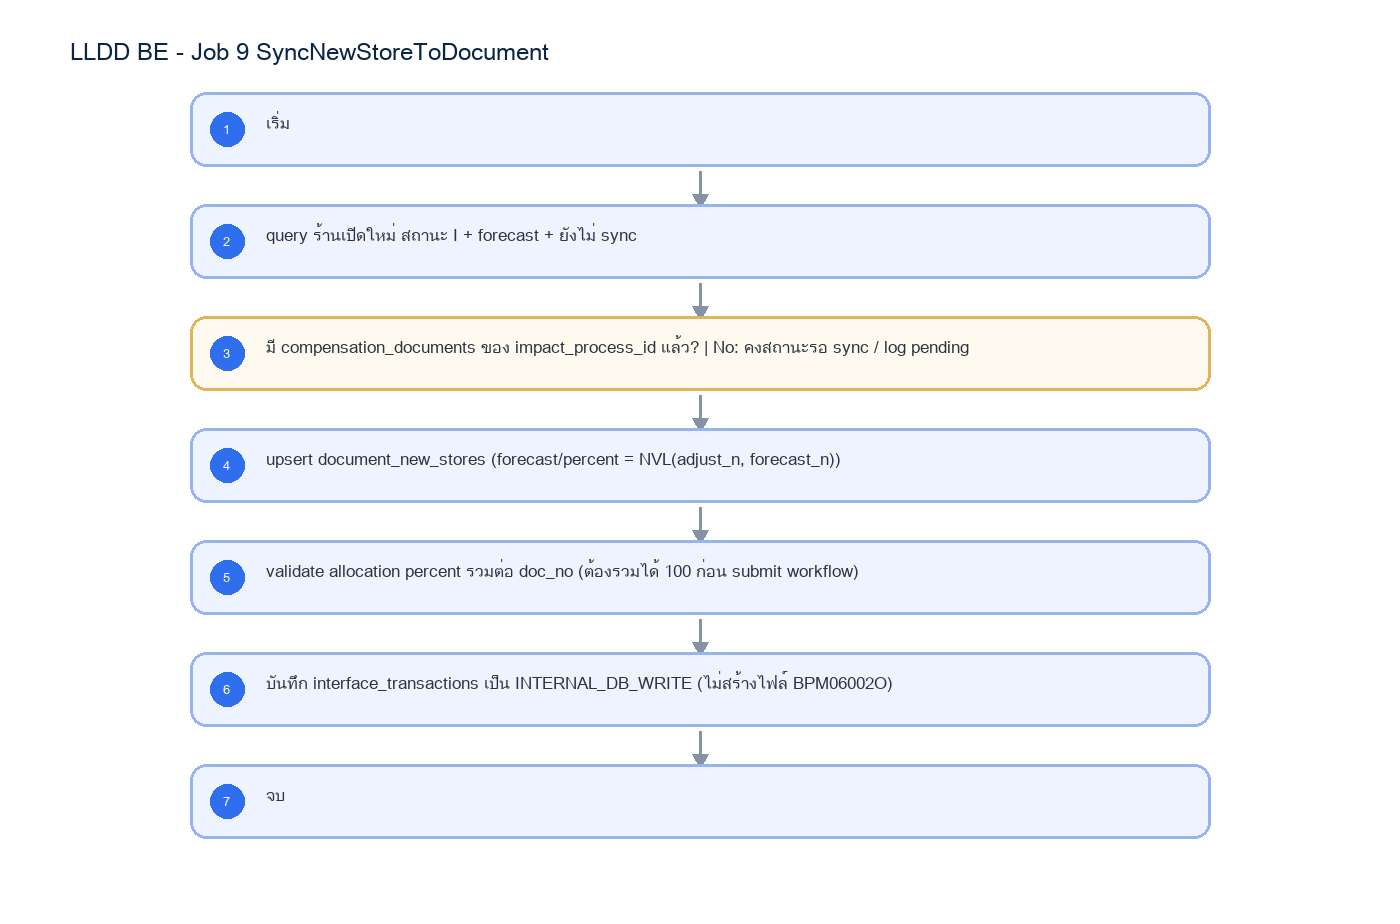 LLDD BE - Job 9 SyncNewStoreToDocument
1 เริ่ม
2 query ร้านเปิดใหม่ สถานะ I + forecast + ยังไม่ sync
3 มี compensation_documents ของ impact_process_id แล้ว? | No: คงสถานะรอ sync / log pending
4 upsert document_new_stores (forecast/percent = NVL(adjust_n, forecast_n))
5 validate allocation percent รวมต่อ doc_no (ต้องรวมได้ 100 ก่อน submit workflow)
6 บันทึก interface_transactions เป็น INTERNAL_DB_WRITE (ไม่สร้างไฟล์ BPM06002O)
7 จบ